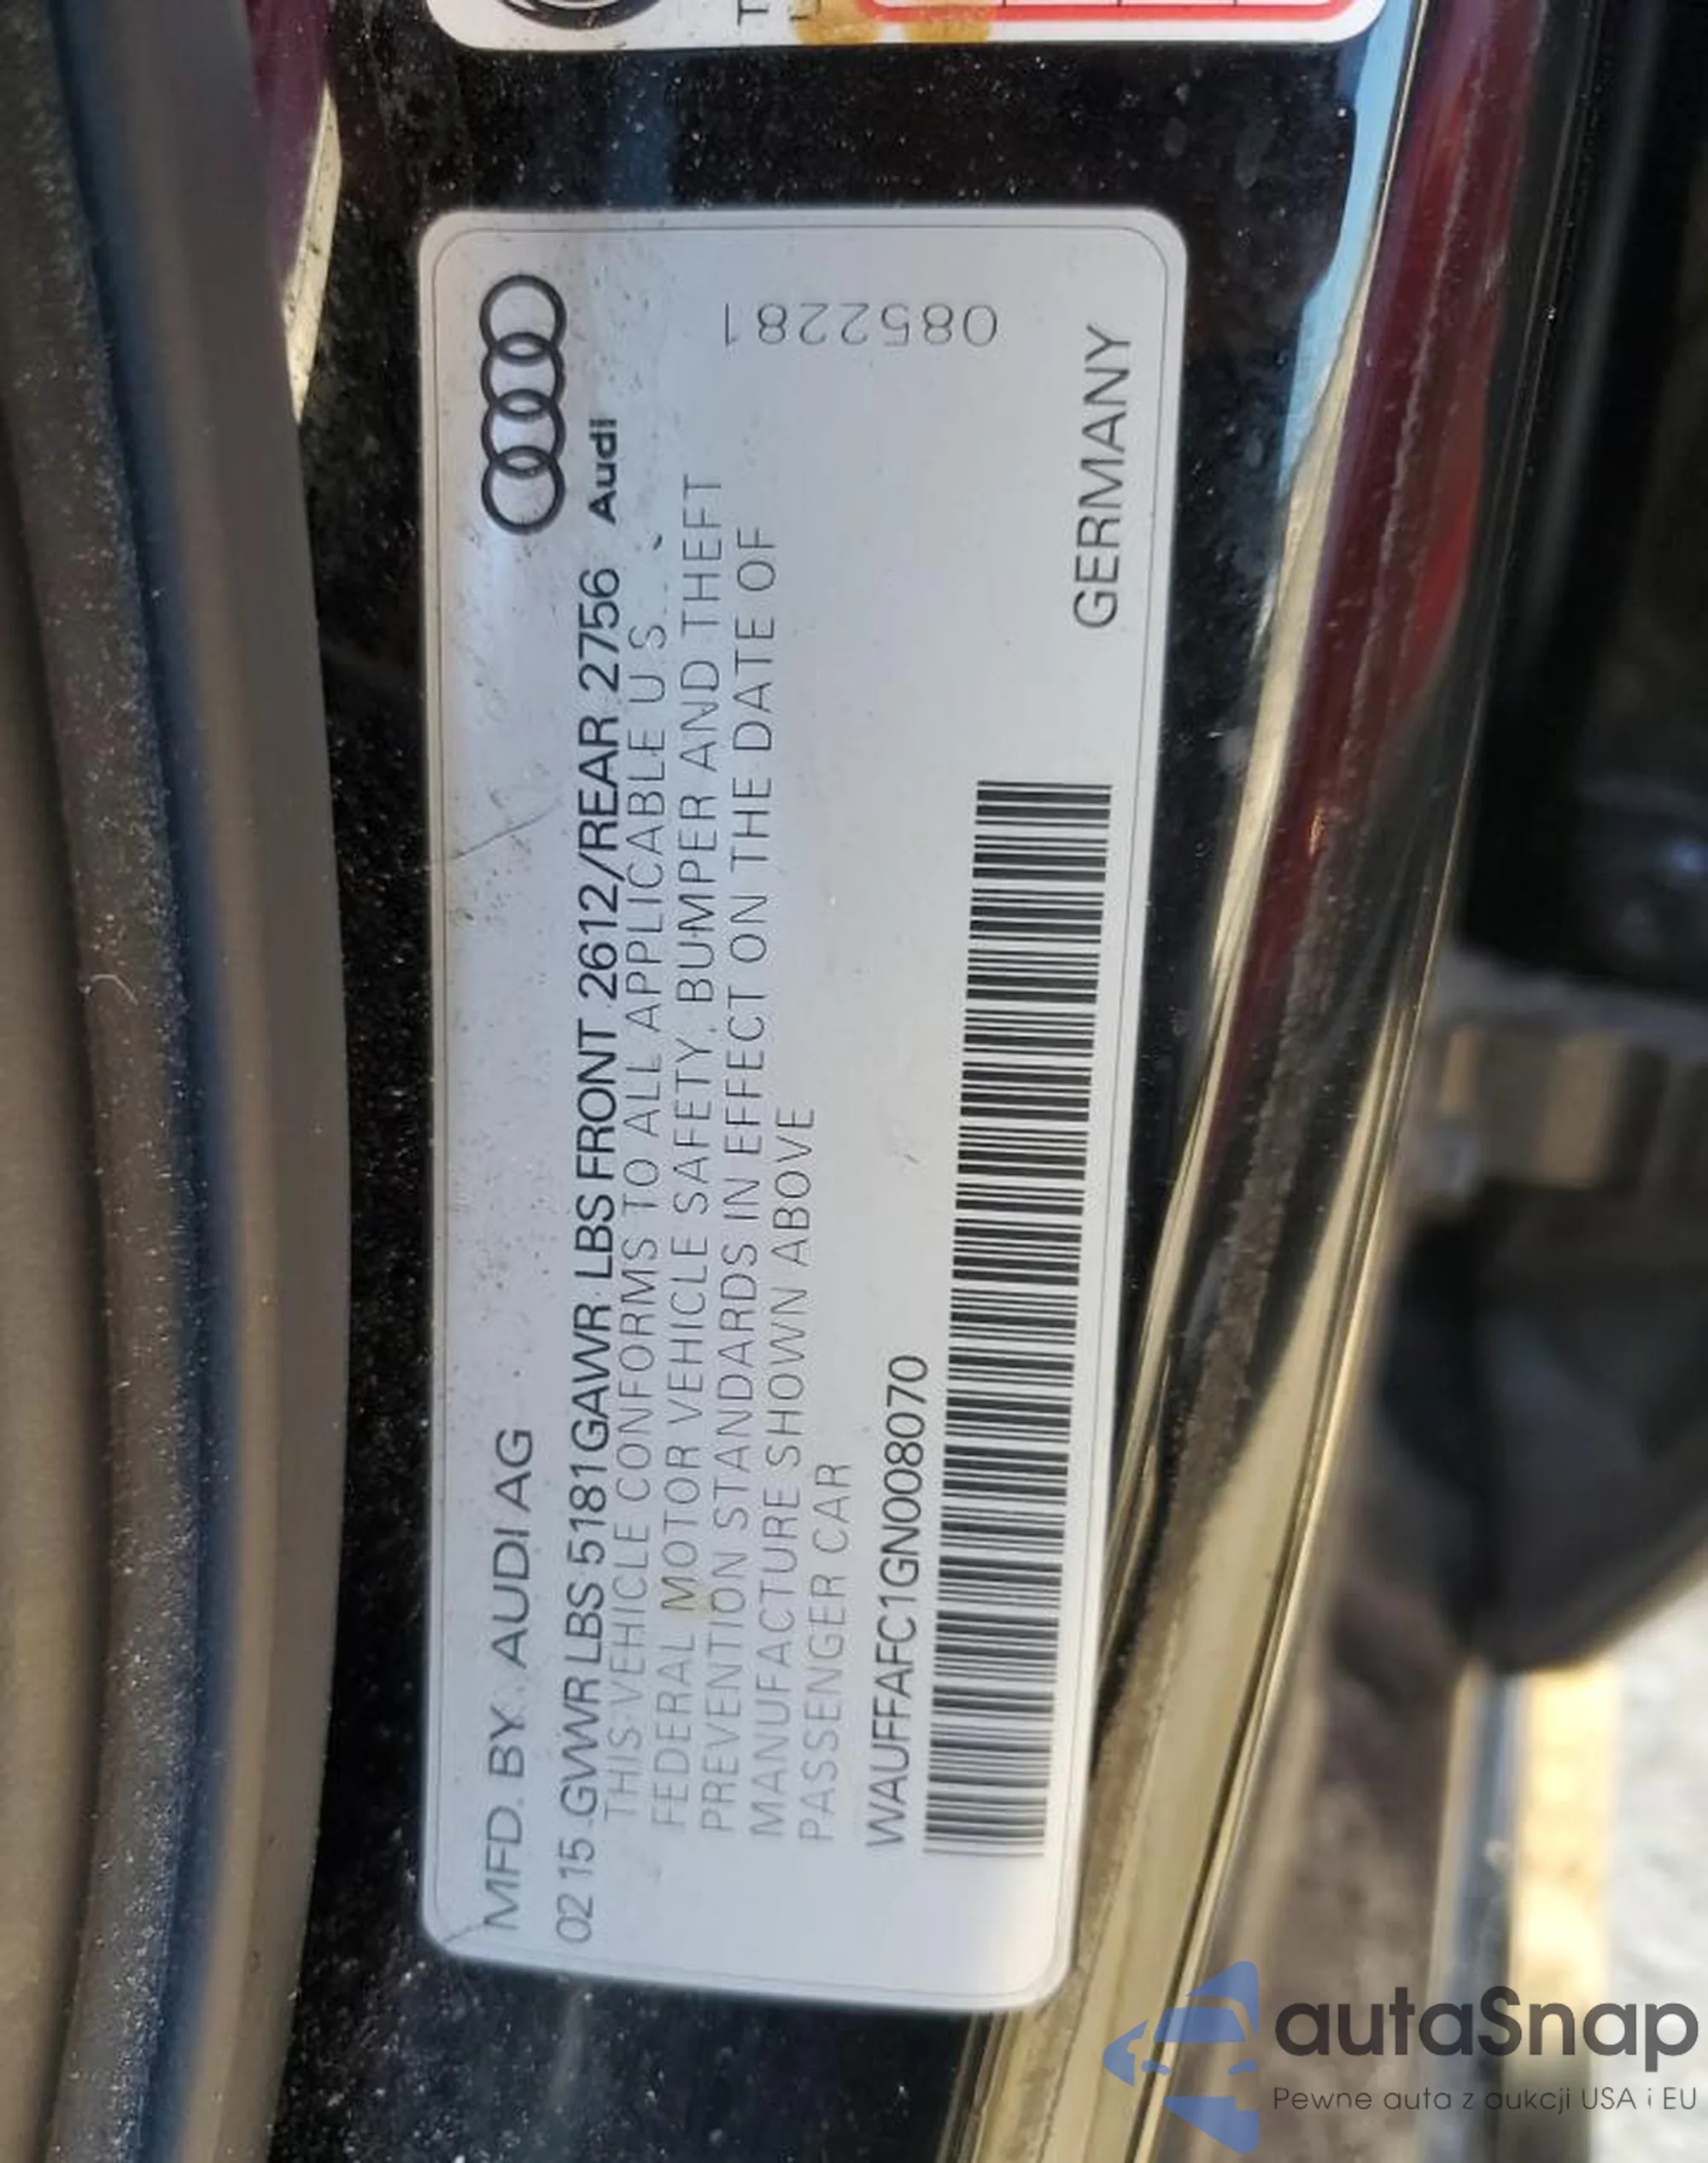 MFD. BY. AUDI AG
Audi
02 15 GVWR LBS 5181 GAWR LBS FRONT 2612/REAR 2756
THIS VEHICLE CONFORMS TO ALL APPLICABLE U S
FEDERAL MOTOR VEHICLE SAFETY, BUMPER AND THEFT
PREVENTION STANDARDS IN EFFECT ON THE DATE OF
MANUFACTURE SHOWN ABOVE
PASSENGER CAR
0852281
WAUFFAFC1GN008070
GERMANY
autaSnap
Pewne auta z aukcji USA i EU